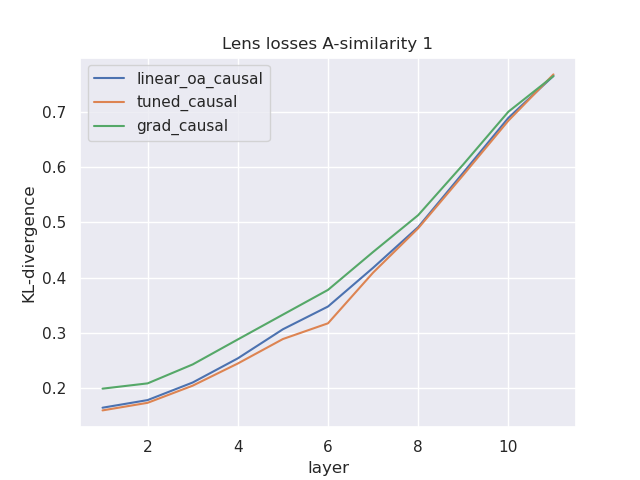 Lens losses A-similarity 1
linear_oa_causal
tuned_causal
grad_causal
KL-divergence
0.7
0.6
0.5
0.4
0.3
0.2
2 4 6 8 10
layer